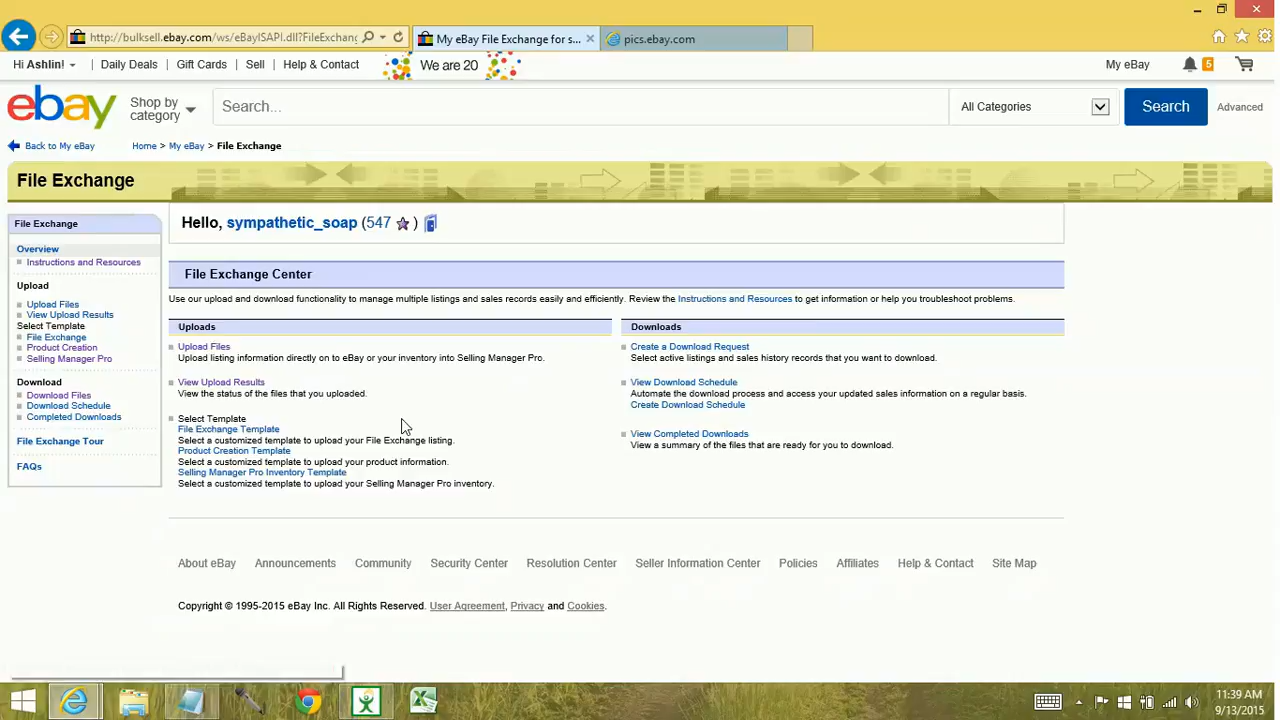 http://bulksell.ebay.com/ws/eBayISAPI.dll?FileExchang
My eBay File Exchange for s...
pics.ebay.com
Hi Ashlin!
Daily Deals
Gift Cards
Sell
Help & Contact
We are 20
My eBay
5
ebay
Shop by category
Search...
All Categories
Search
Advanced
Back to My eBay
Home > My eBay > File Exchange
File Exchange
File Exchange
Overview
Instructions and Resources
Upload
Upload Files
View Upload Results
Select Template
File Exchange
Product Creation
Selling Manager Pro
Download
Download Files
Download Schedule
Completed Downloads
File Exchange Tour
FAQs
Hello, sympathetic_soap (547 )
File Exchange Center
Use our upload and download functionality to manage multiple listings and sales records easily and efficiently. Review the Instructions and Resources to get information or help you troubleshoot problems.
Uploads
Upload Files
Upload listing information directly on to eBay or your inventory into Selling Manager Pro.
View Upload Results
View the status of the files that you uploaded.
Select Template
File Exchange Template
Select a customized template to upload your File Exchange listing.
Product Creation Template
Select a customized template to upload your product information.
Selling Manager Pro Inventory Template
Select a customized template to upload your Selling Manager Pro inventory.
Downloads
Create a Download Request
Select active listings and sales history records that you want to download.
View Download Schedule
Automate the download process and access your updated sales information on a regular basis.
Create Download Schedule
View Completed Downloads
View a summary of the files that are ready for you to download.
About eBay
Announcements
Community
Security Center
Resolution Center
Seller Information Center
Policies
Affiliates
Help & Contact
Site Map
Copyright © 1995-2015 eBay Inc. All Rights Reserved. User Agreement, Privacy and Cookies.
11:39 AM
9/13/2015